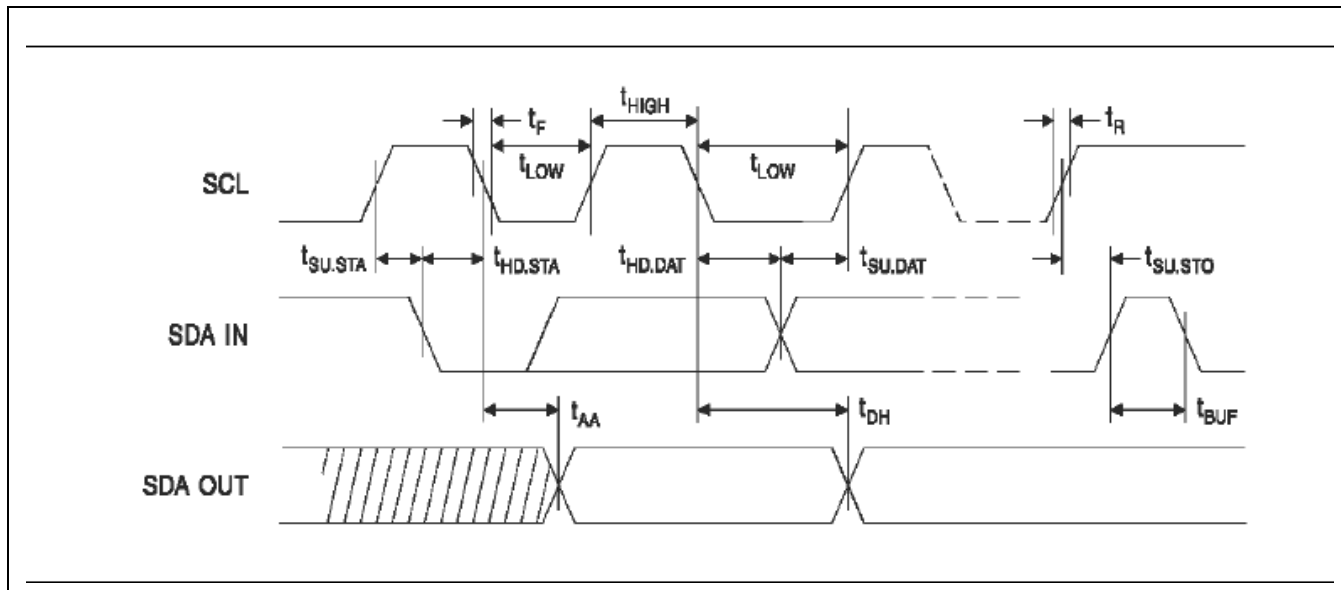 tHIGH
tF
tR
tLOW
tLOW
SCL
tSU.STA
tHD.STA
tHD.DAT
tSU.DAT
tSU.STO
SDA IN
tAA
tDH
tBUF
SDA OUT